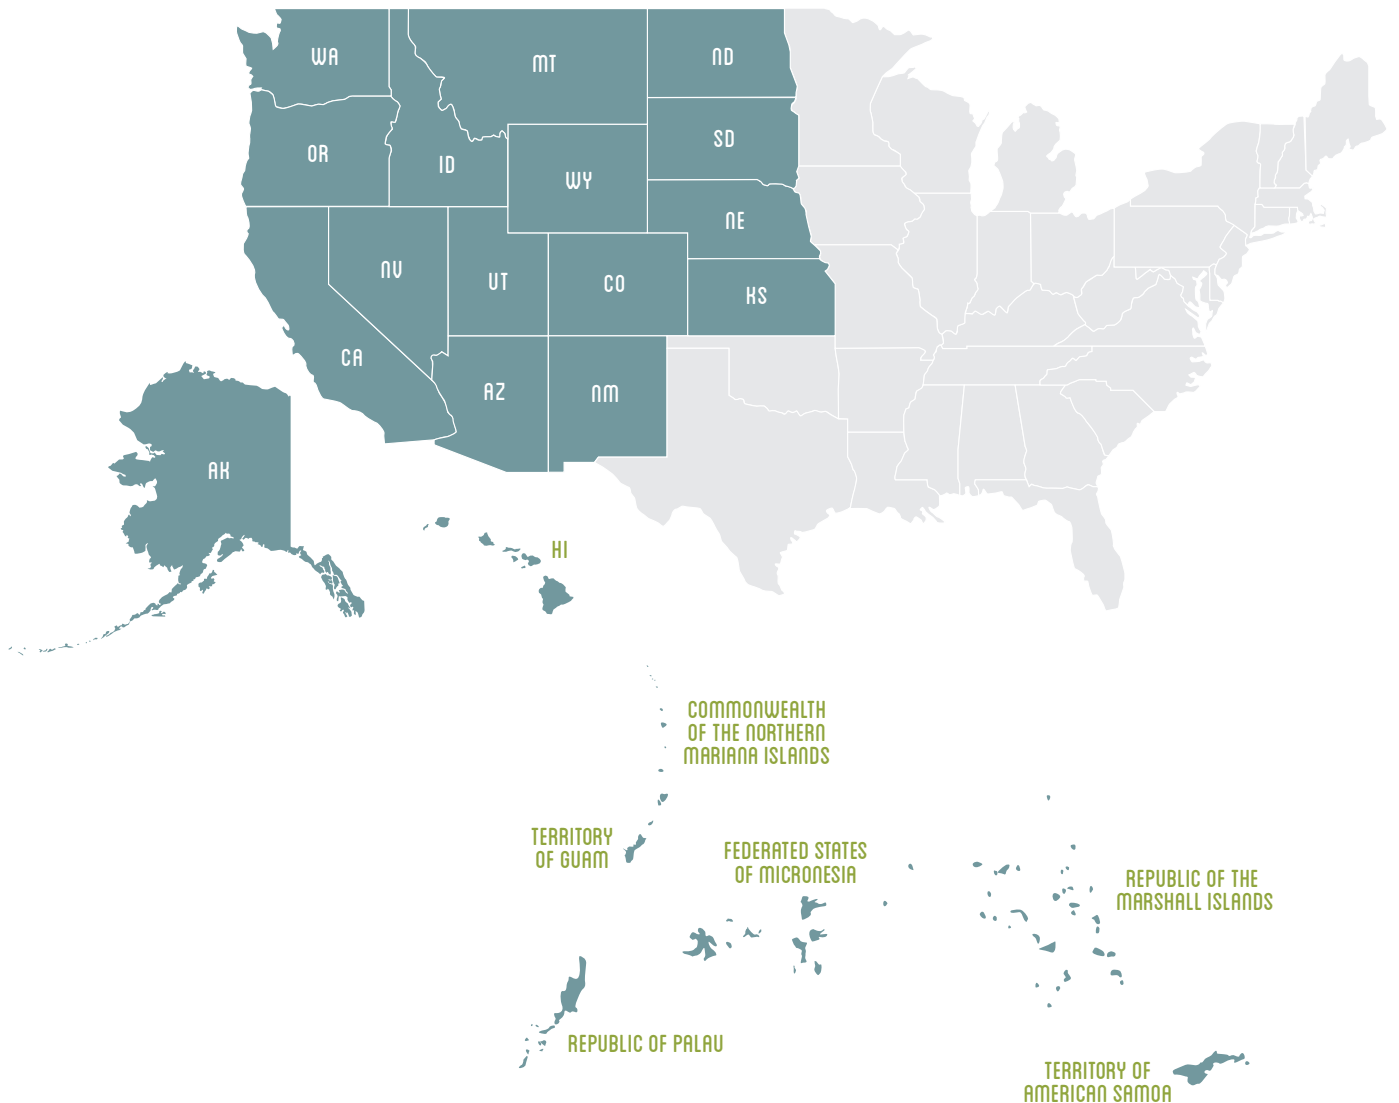 WA
MT
ND
OR
ID
SD
WY
NE
NV
UT
CO
KS
CA
AZ
NM
AK
HI
COMMONWEALTH
OF THE NORTHERN
MARIANA ISLANDS
TERRITORY
OF GUAM
FEDERATED STATES
OF MICRONESIA
REPUBLIC OF THE
MARSHALL ISLANDS
REPUBLIC OF PALAU
TERRITORY OF
AMERICAN SAMOA